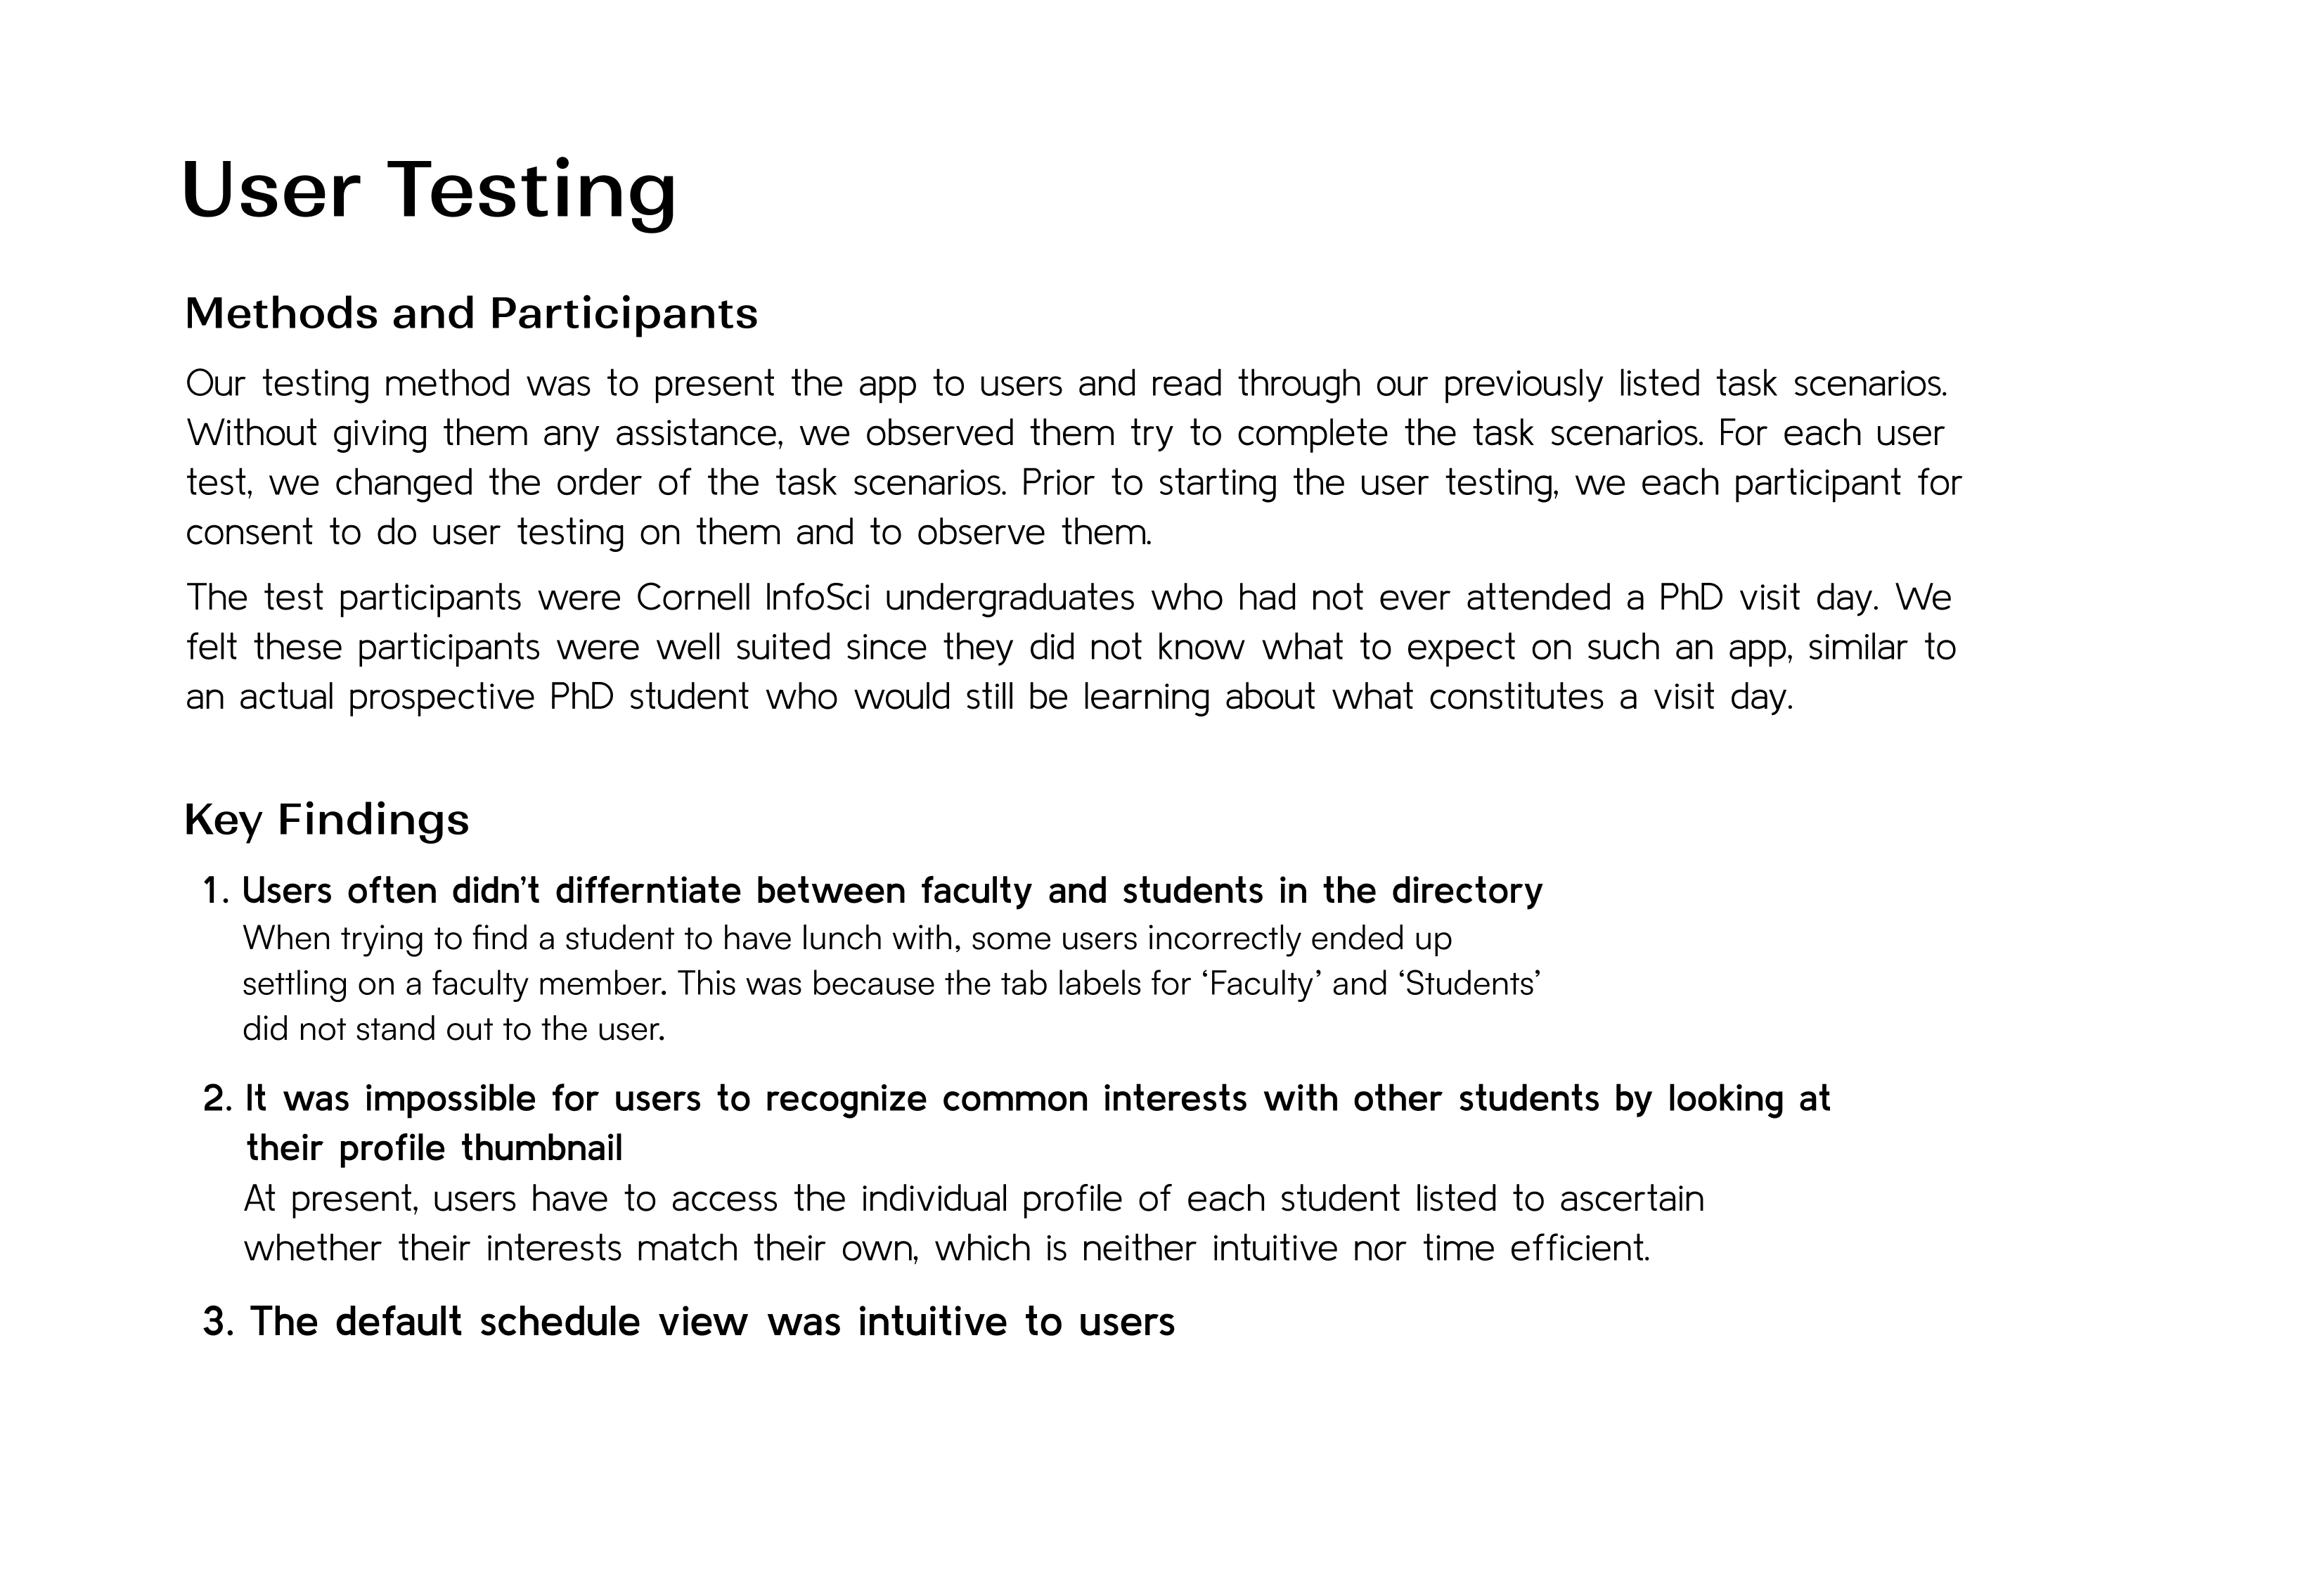 User Testing
Methods and Participants
Our testing method was to present the app to users and read through our previously listed task scenarios.
Without giving them any assistance, we observed them try to complete the task scenarios. For each user
test, we changed the order of the task scenarios. Prior to starting the user testing, we each participant for
consent to do user testing on them and to observe them.
The test participants were Cornell InfoSci undergraduates who had not ever attended a PhD visit day. We
felt these participants were well suited since they did not know what to expect on such an app, similar to
an actual prospective PhD student who would still be learning about what constitutes a visit day.
Key Findings
1. Users often didn’t differntiate between faculty and students in the directory
When trying to find a student to have lunch with, some users incorrectly ended up
settling on a faculty member. This was because the tab labels for ‘Faculty’ and ‘Students’
did not stand out to the user.
2. It was impossible for users to recognize common interests with other students by looking at
their profile thumbnail
At present, users have to access the individual profile of each student listed to ascertain
whether their interests match their own, which is neither intuitive nor time efficient.
3. The default schedule view was intuitive to users